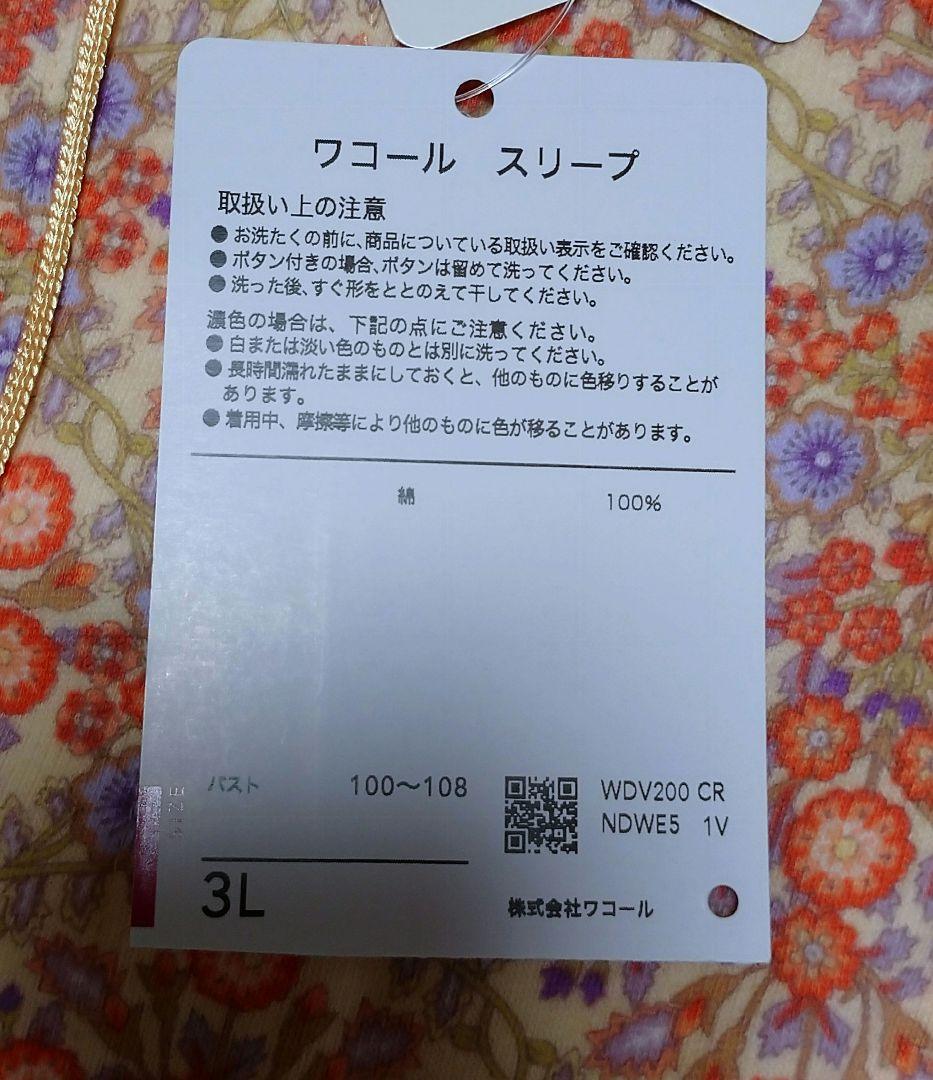 ワコール スリープ
取扱い上の注意
●お洗たくの前に、商品についている取扱い表示をご確認ください。
●ボタン付きの場合、ボタンは留めて洗ってください。
●洗った後、すぐ形をととのえて干してください。
濃色の場合は、下記の点にご注意ください。
●白または淡い色のものとは別に洗ってください。
●長時間濡れたままにしておくと、他のものに色移りすることが
あります。
●着用中、摩擦等により他のものに色が移ることがあります。
綿 100%
SIZE
バスト 100〜108
WDV200 CR
NDWE5 1V
3L
株式会社ワコール